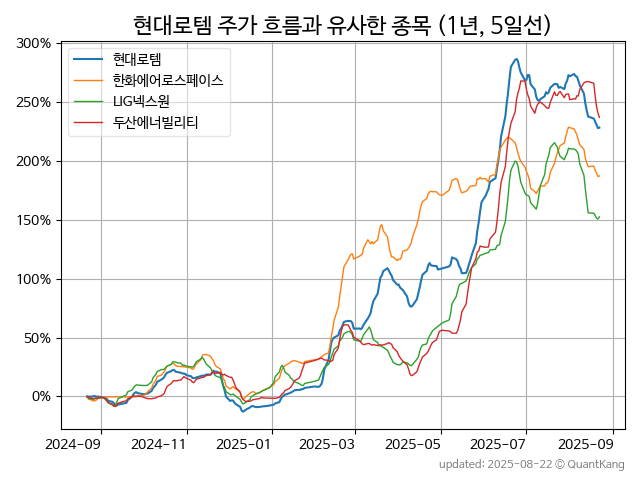 현대로템 주가 흐름과 유사한 종목 (1년, 5일선)
300%
250%
200%
150%
100%
50%
0%
현대로템
한화에어로스페이스
LIG넥스원
두산에너빌리티
2024-09 2024-11 2025-01 2025-03 2025-05 2025-07 2025-09
updated: 2025-08-22 © QuantKang